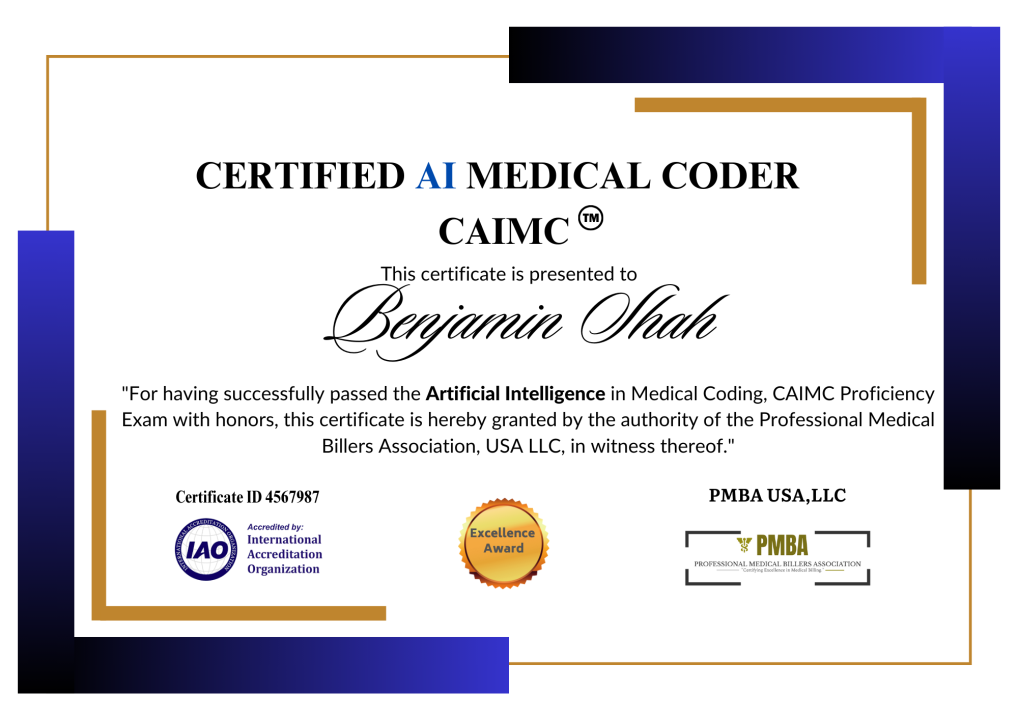 CERTIFIED AI MEDICAL CODER
CAIMC ™
This certificate is presented to
Benjamin Shah
"For having successfully passed the Artificial Intelligence in Medical Coding, CAIMC Proficiency
Exam with honors, this certificate is hereby granted by the authority of the Professional Medical
Billers Association, USA LLC, in witness thereof."
Certificate ID 4567987
INTERNATIONAL ACCREDITATION ORGANIZATION
IAO
Accredited by:
International
Accreditation
Organization
Excellence
Award
PMBA USA,LLC
PMBA
PROFESSIONAL MEDICAL BILLERS ASSOCIATION
"Certifying Excellence in Medical Billing "